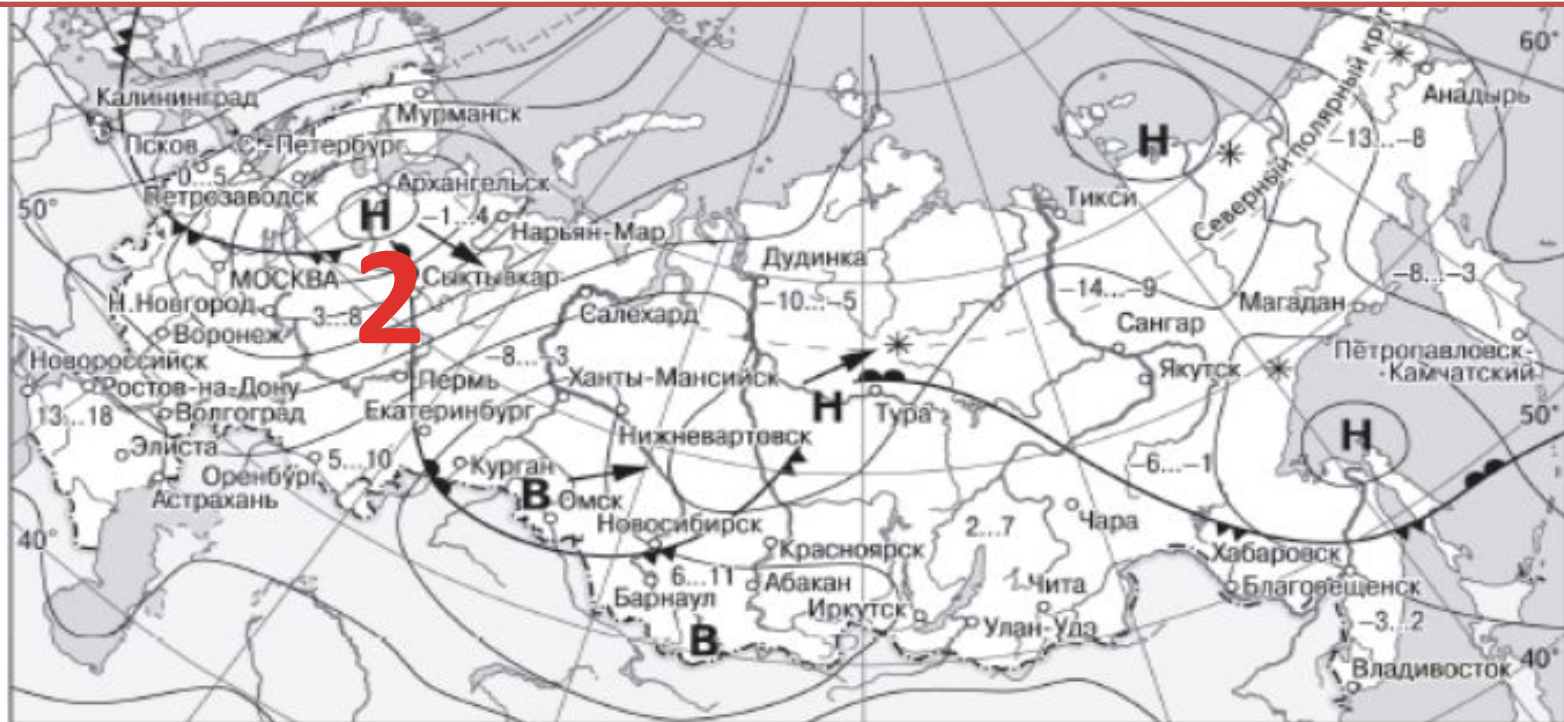 60°
Северный полярный круг
Анадырь
Калининград
Мурманск
Н
–13...–8
Псков
С.-Петербург
0...5
Петрозаводск
Архангельск
50°
Н
–1...4
Нарьян-Мар
Тикси
МОСКВА
2
Сыктывкар
Дудинка
–10...–5
–14...–9
–8...–3
Магадан
Н.Новгород
3...8
Салехард
Сангар
Воронеж
Петропавловск-
-Камчатский
Новороссийск
–8...–3
Якутск
Ростов-на-Дону
Пермь
Ханты-Мансийск
Н
Тура
50°
13...18
Волгоград
Екатеринбург
Нижневартовск
Н
Элиста
Оренбург
5...10
Курган
–6...–1
Астрахань
В
Омск
Новосибирск
2...7
Чара
40°
Красноярск
Хабаровск
6...11
Абакан
Барнаул
Иркутск
Чита
Благовещенск
В
Улан-Удэ
–3...2
Владивосток
40°